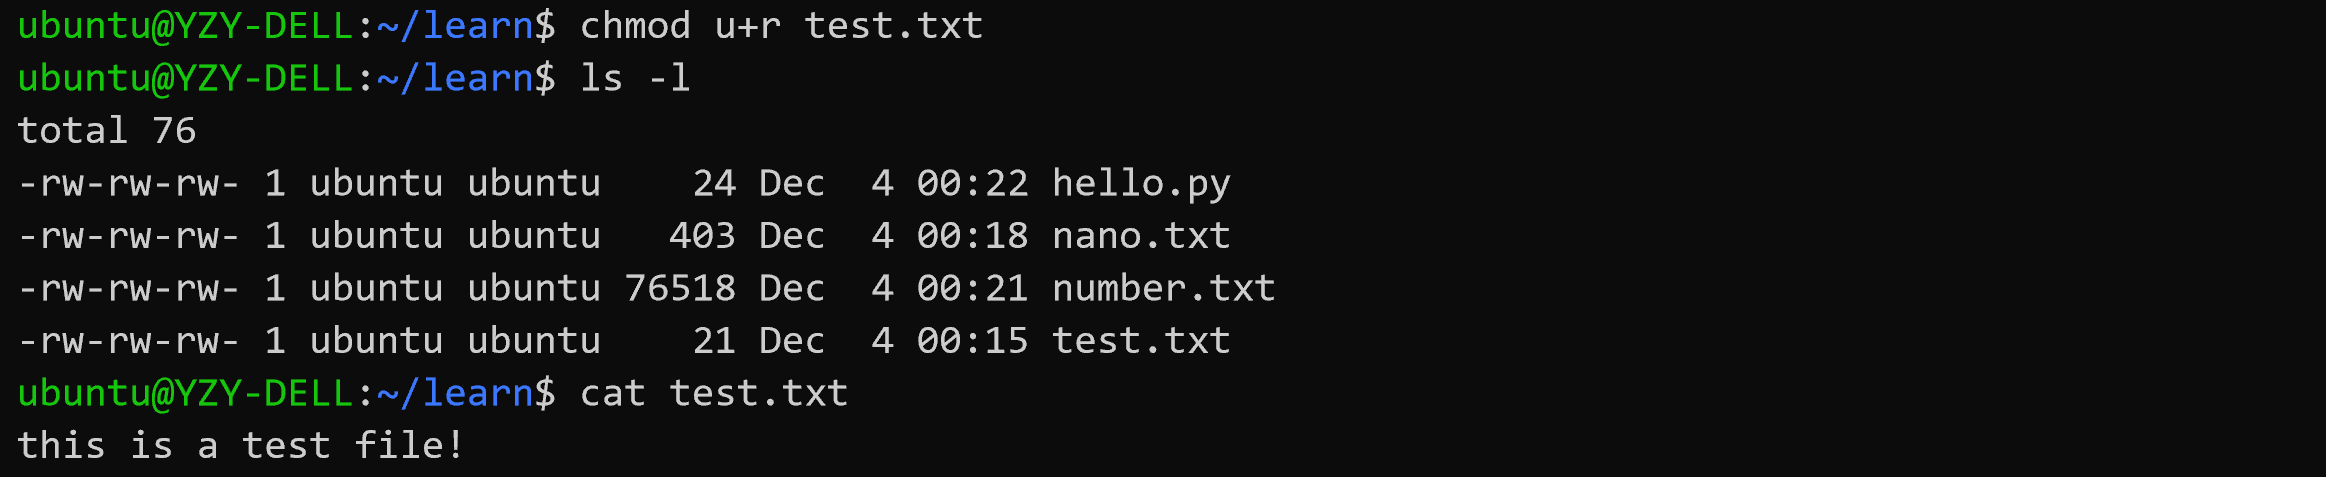 ubuntu@YZY-DELL:~/learn$ chmod u+r test.txt
ubuntu@YZY-DELL:~/learn$ ls -l
total 76
-rw-rw-rw- 1 ubuntu ubuntu    24 Dec  4 00:22 hello.py
-rw-rw-rw- 1 ubuntu ubuntu   403 Dec  4 00:18 nano.txt
-rw-rw-rw- 1 ubuntu ubuntu 76518 Dec  4 00:21 number.txt
-rw-rw-rw- 1 ubuntu ubuntu    21 Dec  4 00:15 test.txt
ubuntu@YZY-DELL:~/learn$ cat test.txt
this is a test file!